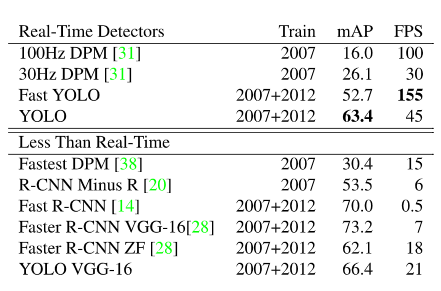 Real-Time Detectors Train mAP FPS
100Hz DPM [31] 2007 16.0 100
30Hz DPM [31] 2007 26.1 30
Fast YOLO 2007+2012 52.7 155
YOLO 2007+2012 63.4 45
Less Than Real-Time
Fastest DPM [38] 2007 30.4 15
R-CNN Minus R [20] 2007 53.5 6
Fast R-CNN [14] 2007+2012 70.0 0.5
Faster R-CNN VGG-16[28] 2007+2012 73.2 7
Faster R-CNN ZF [28] 2007+2012 62.1 18
YOLO VGG-16 2007+2012 66.4 21